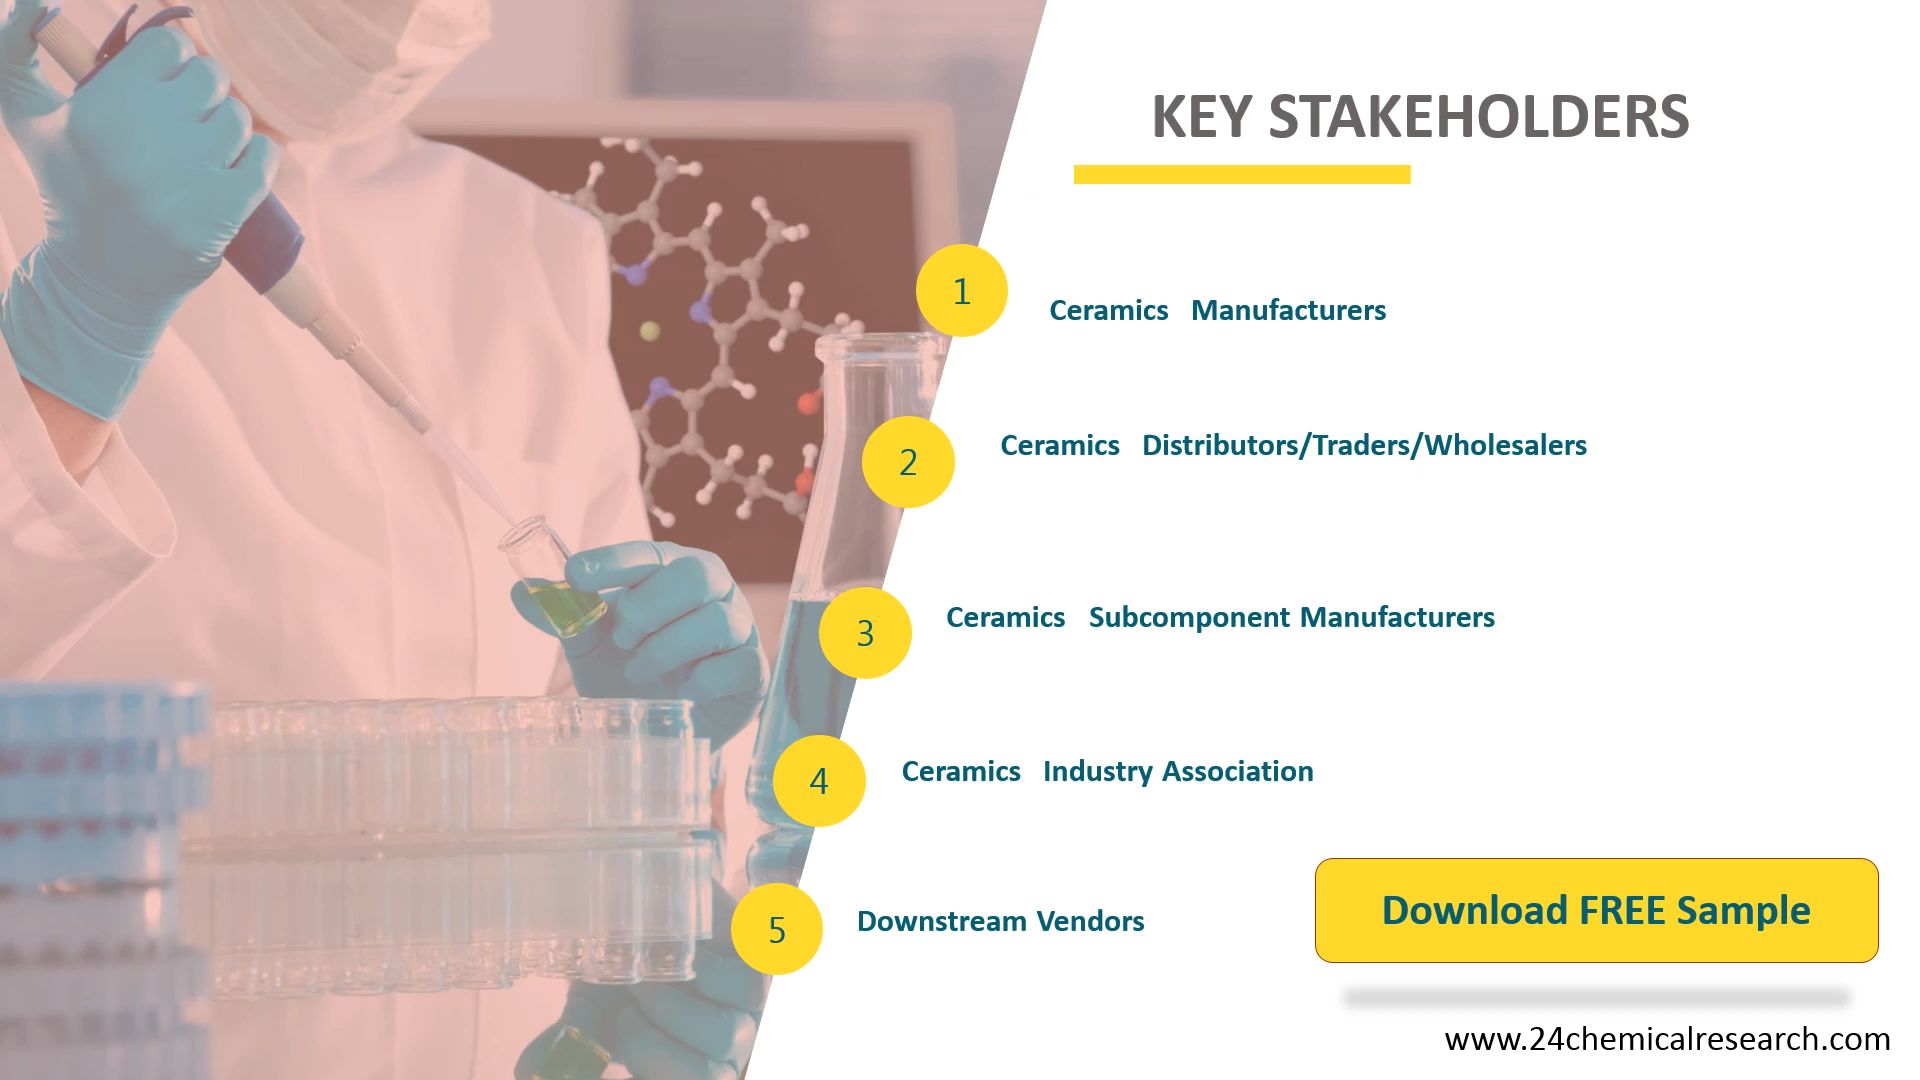 KEY STAKEHOLDERS
1
Ceramics Manufacturers
2
Ceramics Distributors/Traders/Wholesalers
3
Ceramics Subcomponent Manufacturers
4
Ceramics Industry Association
5
Downstream Vendors
Download FREE Sample
www.24chemicalresearch.com